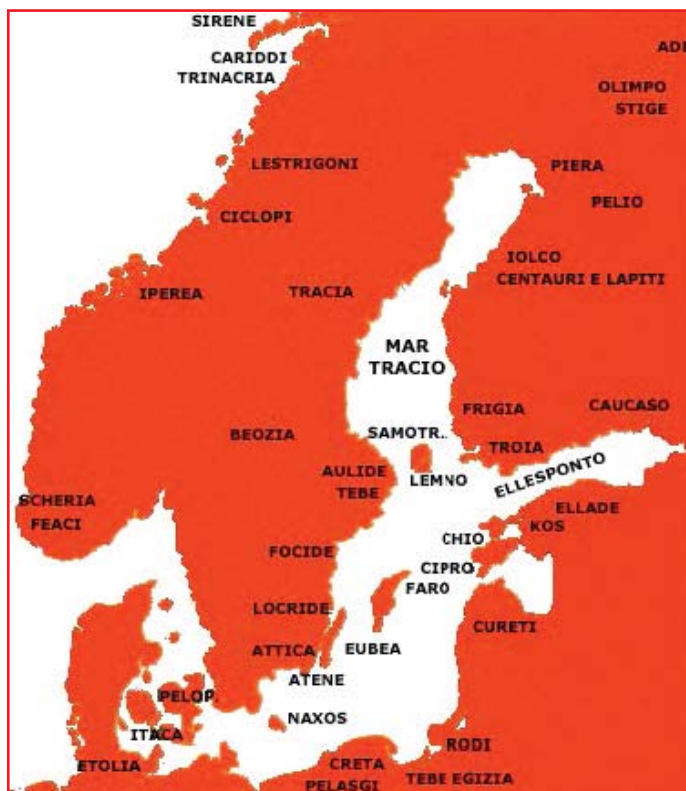 SIRENE
CARIDDI
TRINACRIA
OLIMPO
STIGE
LESTRIGONI
PIERA
PELIO
CICLOPI
IOLCO
CENTAURI E LAPITI
IPEREA
TRACIA
MAR
TRACIO
FRIGIA
CAUCASO
BEOZIA
SAMOTR..
TROIA
AULIDE
TEBE
LEMNO
ELLESPONTO
SCHERIA
FEACI
ELLADE
KOS
CHIO
FOCIDE
CIPRO
FARO
LOCRIDE
CURETI
ATTICA
EUBEA
ATENE
PELOP.
NAXOS
ITACA
RODI
ETOLIA
CRETA
PELASGI
TEBE EGIZIA